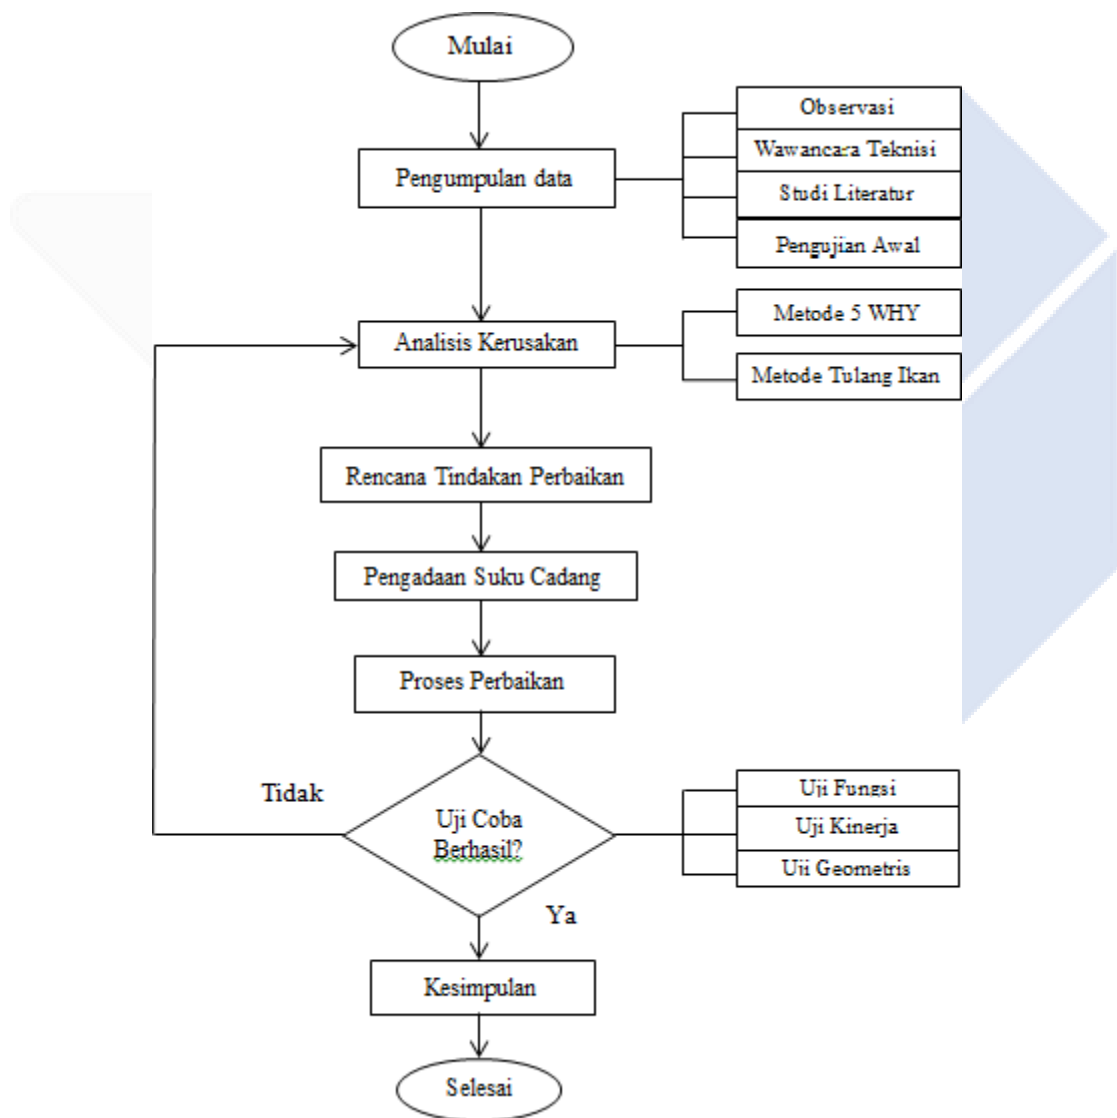 Mulai
Pengumpulan data
Observasi
Wawancara Teknisi
Studi Literatur
Pengujian Awal
Analisis Kerusakan
Metode 5 WHY
Metode Tulang Ikan
Rencana Tindakan Perbaikan
Pengadaan Suku Cadang
Proses Perbaikan
Tidak
Uji Coba
Berhasil?
Uji Fungsi
Uji Kinerja
Uji Geometris
Ya
Kesimpulan
Selesai